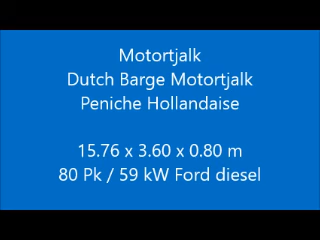 Motortjalk
Dutch Barge Motortjalk
Peniche Hollandaise
15.76 x 3.60 x 0.80 m
80 Pk / 59 kW Ford diesel